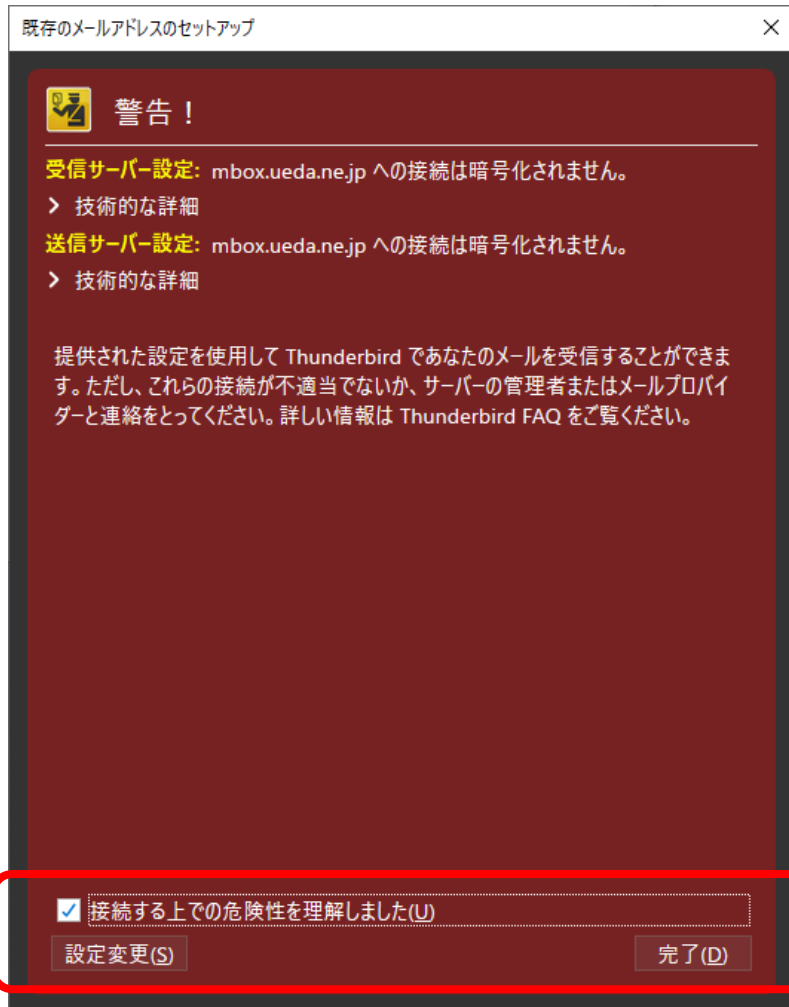 既存のメールアドレスのセットアップ
警告！
受信サーバー設定: mbox.ueda.ne.jp への接続は暗号化されません。
技術的な詳細
送信サーバー設定: mbox.ueda.ne.jp への接続は暗号化されません。
技術的な詳細
提供された設定を使用して Thunderbird であなたのメールを受信することができま
す。ただし、これらの接続が不適当でないか、サーバーの管理者またはメールプロバイ
ダーと連絡をとってください。詳しい情報は Thunderbird FAQ をご覧ください。
接続する上での危険性を理解しました(U)
設定変更(S) 完了(D)